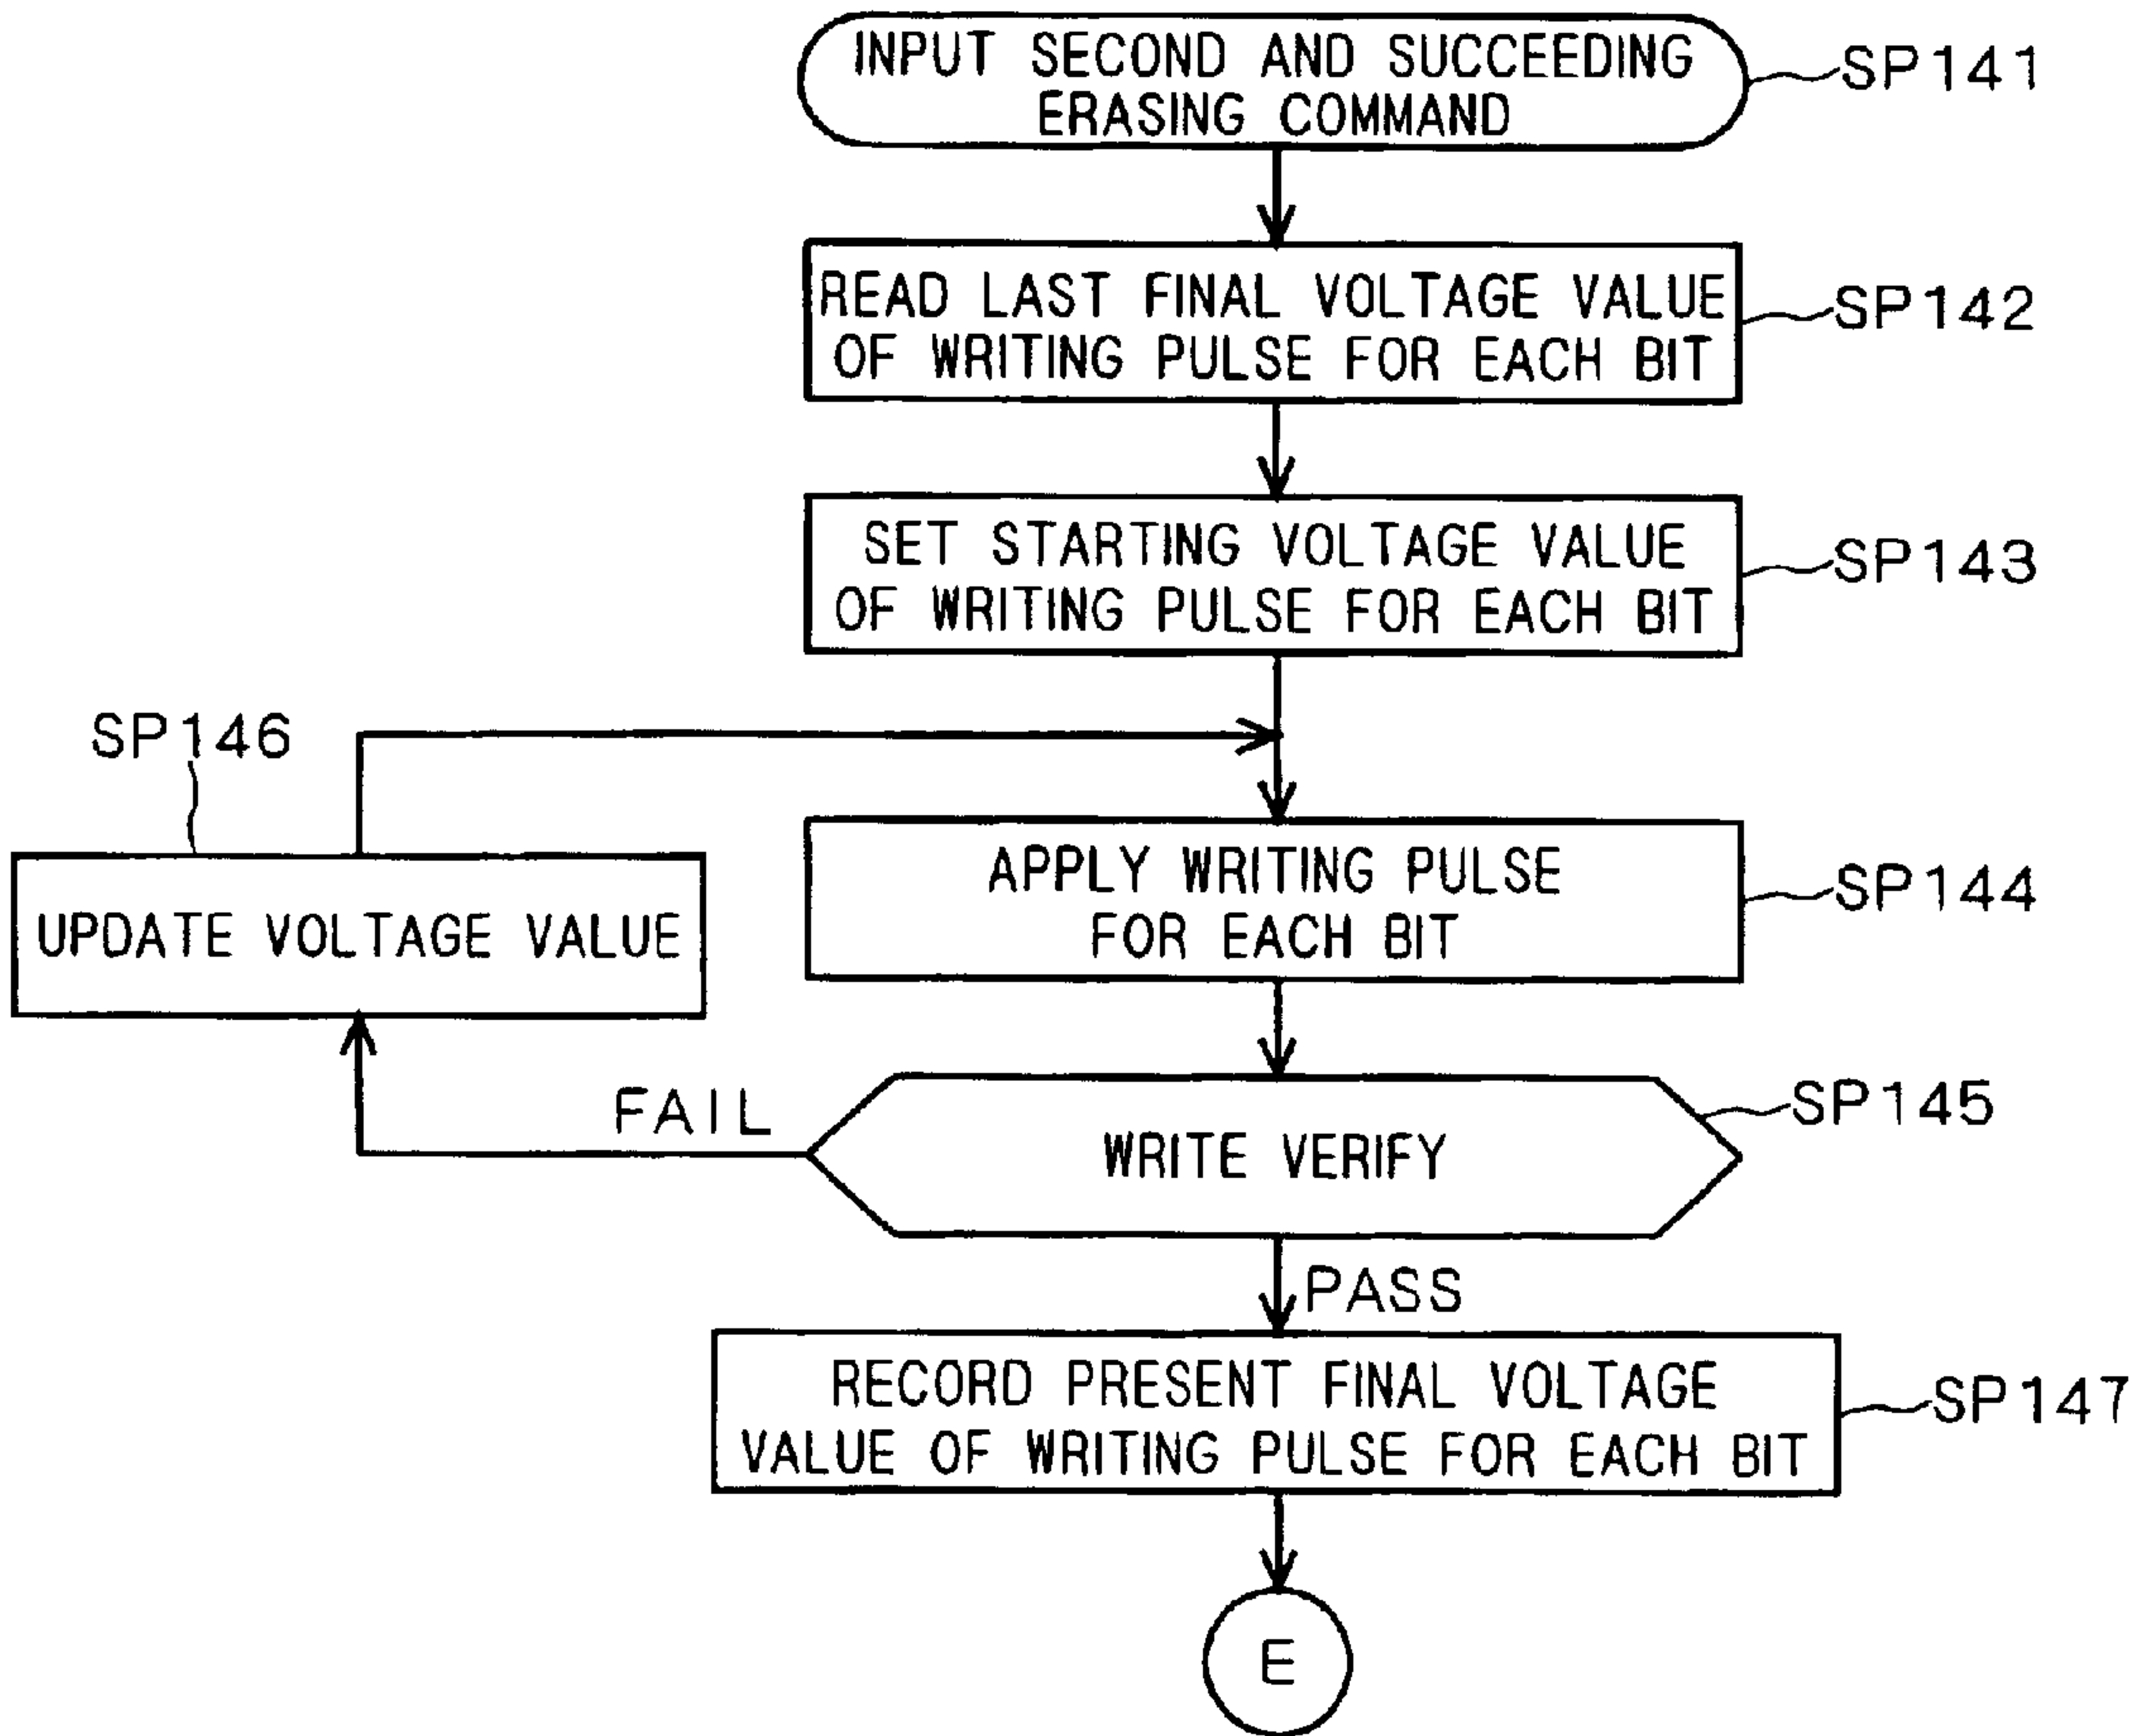 INPUT SECOND AND SUCCEEDING
ERASING COMMAND
SP141
READ LAST FINAL VOLTAGE VALUE
OF WRITING PULSE FOR EACH BIT
SP142
SET STARTING VOLTAGE VALUE
OF WRITING PULSE FOR EACH BIT
SP143
SP146
UPDATE VOLTAGE VALUE
APPLY WRITING PULSE
FOR EACH BIT
SP144
FAIL
WRITE VERIFY
SP145
PASS
RECORD PRESENT FINAL VOLTAGE
VALUE OF WRITING PULSE FOR EACH BIT
SP147
E